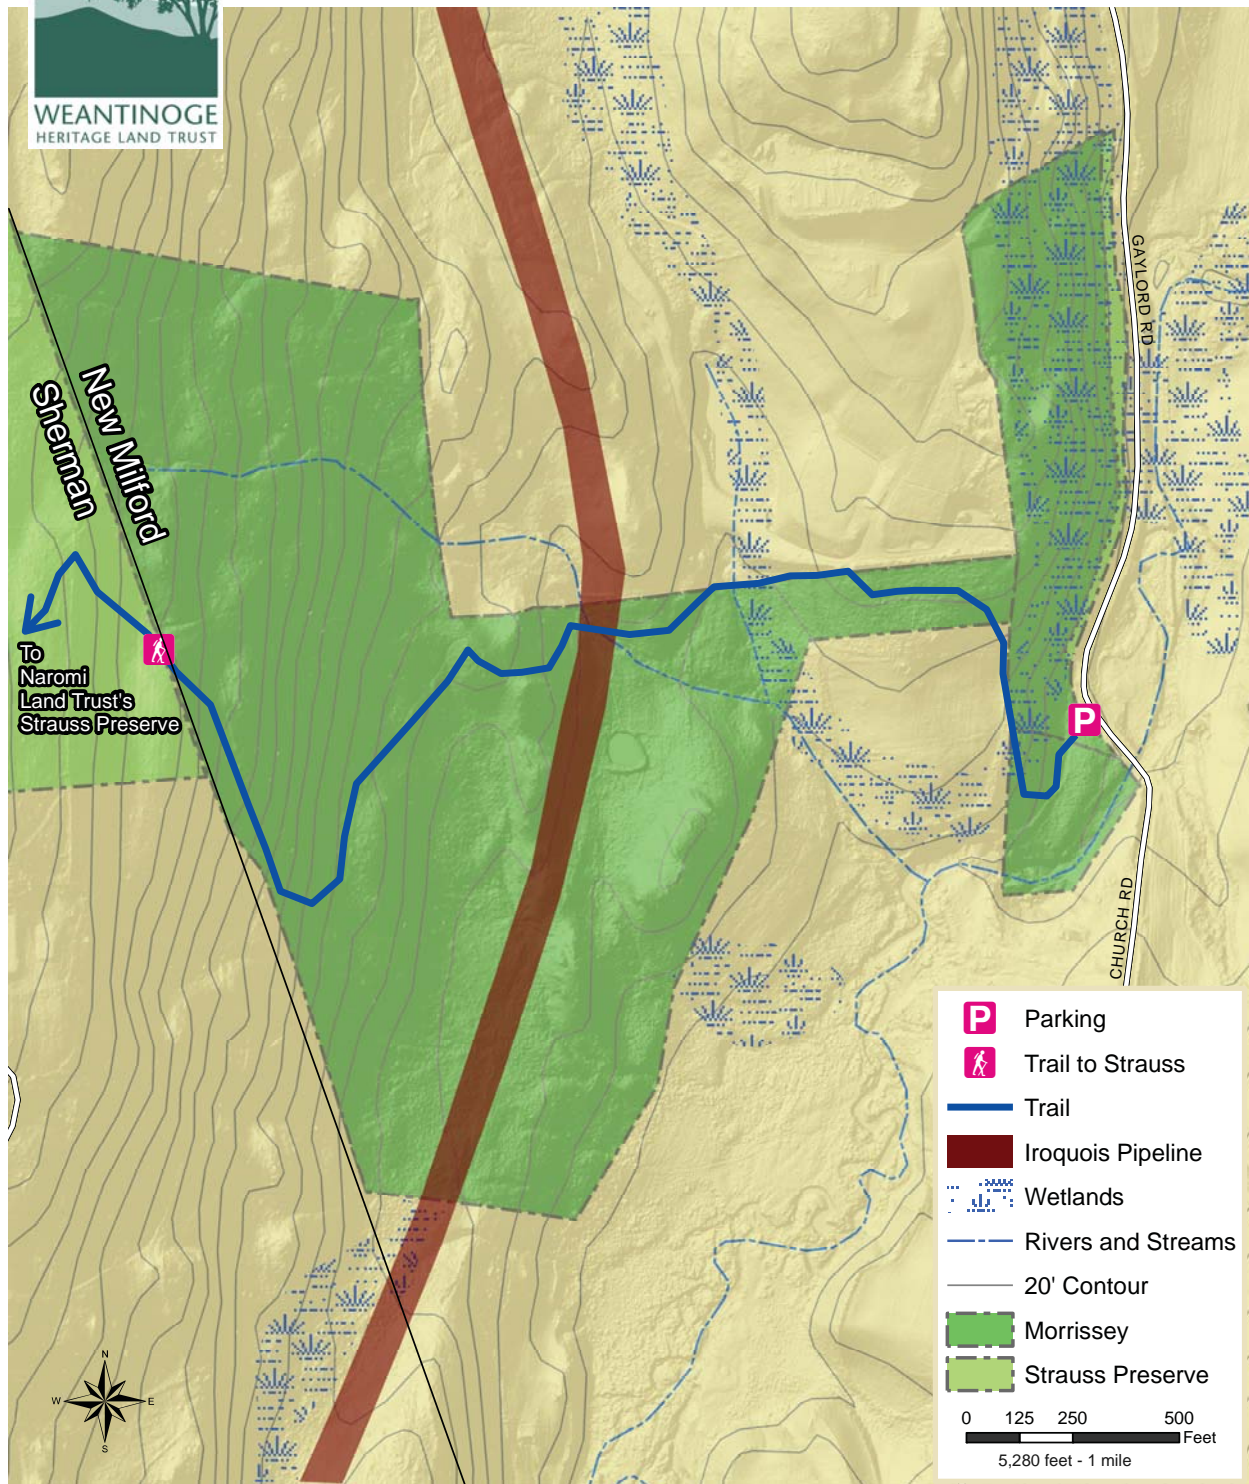 WEANTINOGE
HERITAGE LAND TRUST
GAYLORD RD
New Milford
Sherman
To
Naromi
Land Trust's
Strauss Preserve
P
CHURCH RD
P Parking
Trail to Strauss
Trail
Iroquois Pipeline
Wetlands
Rivers and Streams
20' Contour
Morrissey
Strauss Preserve
0 125 250 500
Feet
5,280 feet - 1 mile
N
W E
S